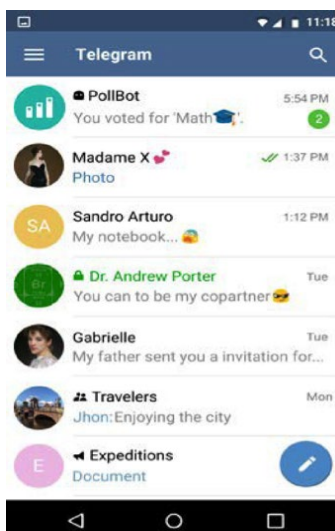 11:18
Telegram
PollBot
5:54 PM
You voted for 'Math🎓'.
2
Madame X 💕
1:37 PM
Photo
SA
Sandro Arturo
1:12 PM
My notebook... 😰
Br
Dr. Andrew Porter
Tue
You can to be my copartner😎
Gabrielle
Tue
My father sent you a invitation for...
Travelers
Mon
Jhon:Enjoying the city
E
Expeditions
Document